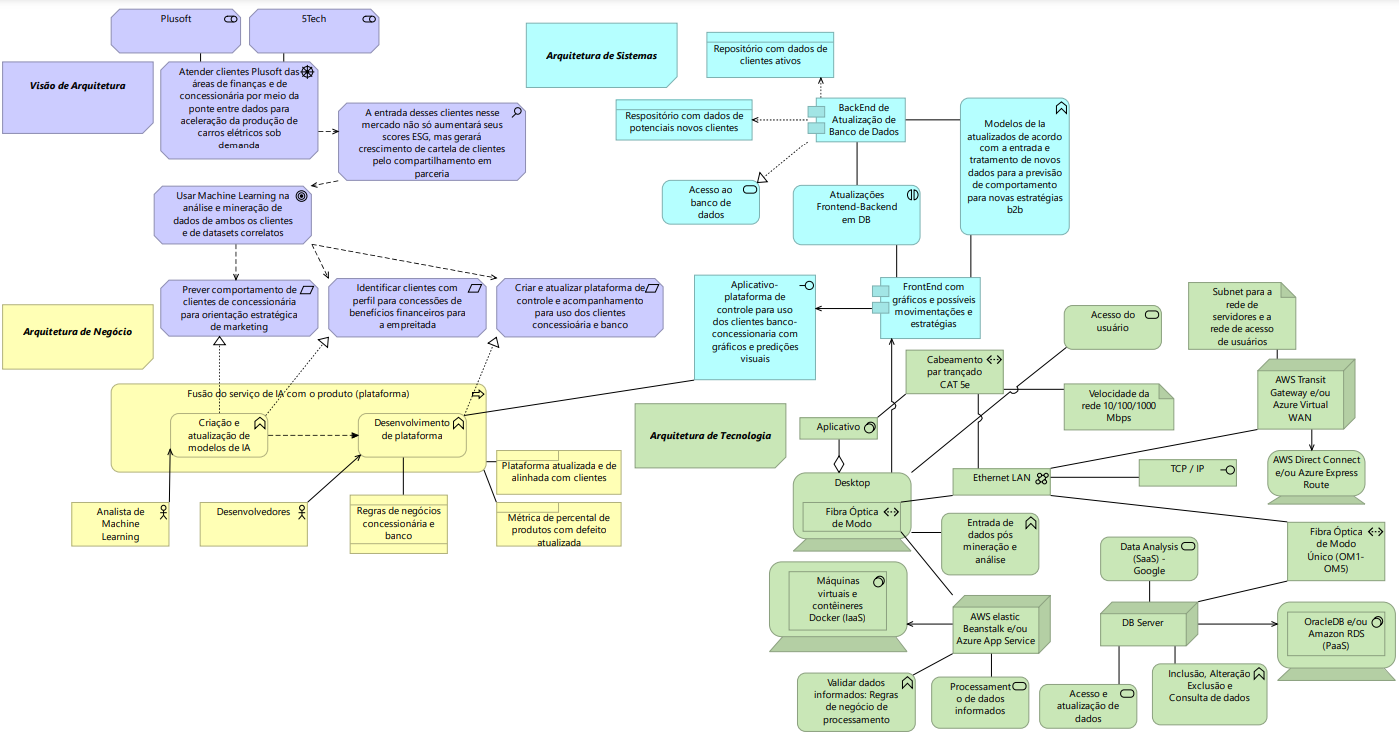 Plusoft
5Tech
Visão de Arquitetura
Atender clientes Plusoft das
áreas de finanças e de
concessionária por meio da
ponte entre dados para
aceleração da produção de
carros elétricos sob
demanda
A entrada desses clientes nesse
mercado não só aumentará seus
scores ESG, mas gerará
crescimento de cartela de clientes
pelo compartilhamento em
parceria
Usar Machine Learning na
análise e mineração de
dados de ambos os clientes
e de datasets correlatos
Prever comportamento de
clientes de concessionária
para orientação estratégica
de marketing
Identificar clientes com
perfil para concessões de
benefícios financeiros para
a empreitada
Criar e atualizar plataforma de
controle e acompanhamento
para uso dos clientes
concessioária e banco
Arquitetura de Negócio
Fusão do serviço de IA com o produto (plataforma)
Criação e
atualização de
modelos de IA
Desenvolvimento
de plataforma
Analista de
Machine
Learning
Desenvolvedores
Regras de negócios
concessionária e
banco
Plataforma atualizada e de
alinhada com clientes
Métrica de percental de
produtos com defeito
atualizada
Arquitetura de Sistemas
Repositório com dados de
clientes ativos
Respositório com dados de
potenciais novos clientes
BackEnd de
Atualização de
Banco de Dados
Acesso ao
banco de
dados
Atualizações
Frontend-Backend
em DB
Modelos de Ia
atualizados de acordo
com a entrada e
tratamento de novos
dados para a previsão
de comportamento
para novas estratégias
b2b
Aplicativo-
plataforma de
controle para uso
dos clientes banco-
concessionaria com
gráficos e predições
visuais
FrontEnd com
gráficos e possíveis
movimentações e
estratégias
Arquitetura de Tecnologia
Cabeamento
par trançado
CAT 5e
Acesso do
usuário
Subnet para a
rede de
servidores e a
rede de acesso
de usuários
Velocidade da
rede 10/100/1000
Mbps
AWS Transit
Gateway e/ou
Azure Virtual
WAN
Aplicativo
AWS Direct Connect
e/ou Azure Express
Route
Desktop
Fibra Óptica
de Modo
Ethernet LAN
TCP / IP
Entrada de
dados pós
mineração e
análise
Data Analysis
(SaaS) -
Google
Fibra Óptica
de Modo
Único (OM1-
OM5)
Máquinas
virtuais e
contêineres
Docker (IaaS)
AWS elastic
Beanstalk e/ou
Azure App Service
DB Server
OracleDB e/ou
Amazon RDS
(PaaS)
Validar dados
informados: Regras
de negócio de
processamento
Processament
o de dados
informados
Acesso e
atualização de
dados
Inclusão, Alteração
Exclusão e
Consulta de dados